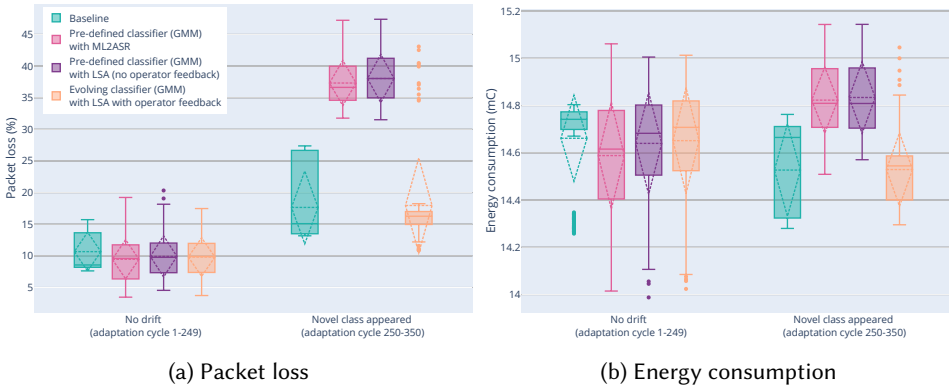 Baseline
Pre-defined classifier (GMM)
with ML2ASR
Pre-defined classifier (GMM)
with LSA (no operator feedback)
Evolving classifier (GMM)
with LSA with operator feedback
Packet loss (%)
45
40
35
30
25
20
15
10
5
No drift
(adaptation cycle 1-249)
Novel class appeared
(adaptation cycle 250-350)
(a) Packet loss
Energy consumption (mC)
15.2
15
14.8
14.6
14.4
14.2
14
No drift
(adaptation cycle 1-249)
Novel class appeared
(adaptation cycle 250-350)
(b) Energy consumption